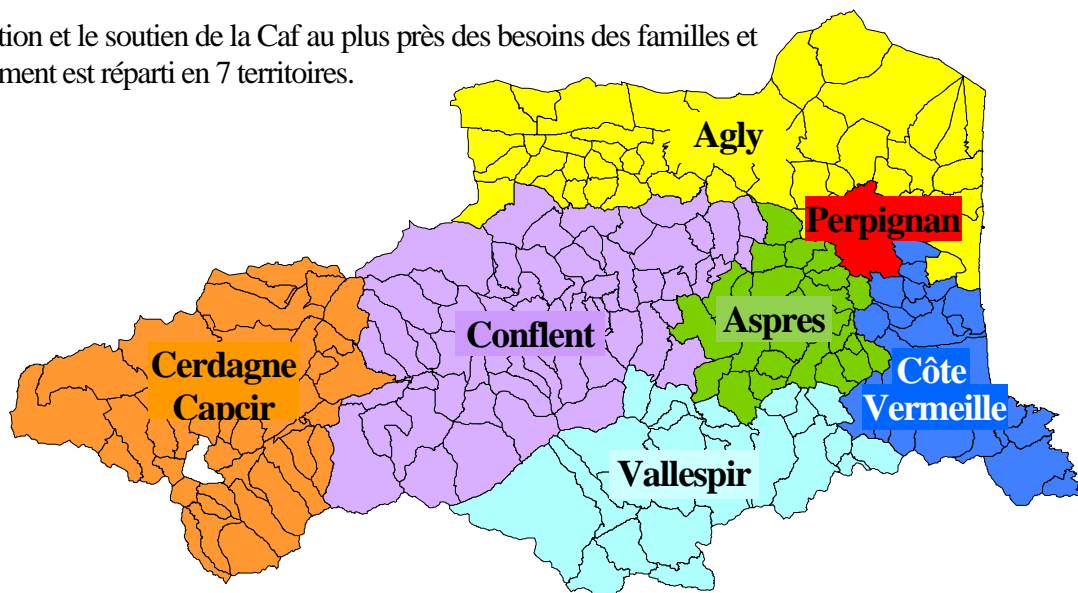 tion et le soutien de la Caf au plus près des besoins des familles et
ment est réparti en 7 territoires.
Agly
Perpignan
Aspres
Conflent
Cerdagne
Capcir
Côte
Vermeille
Vallespir